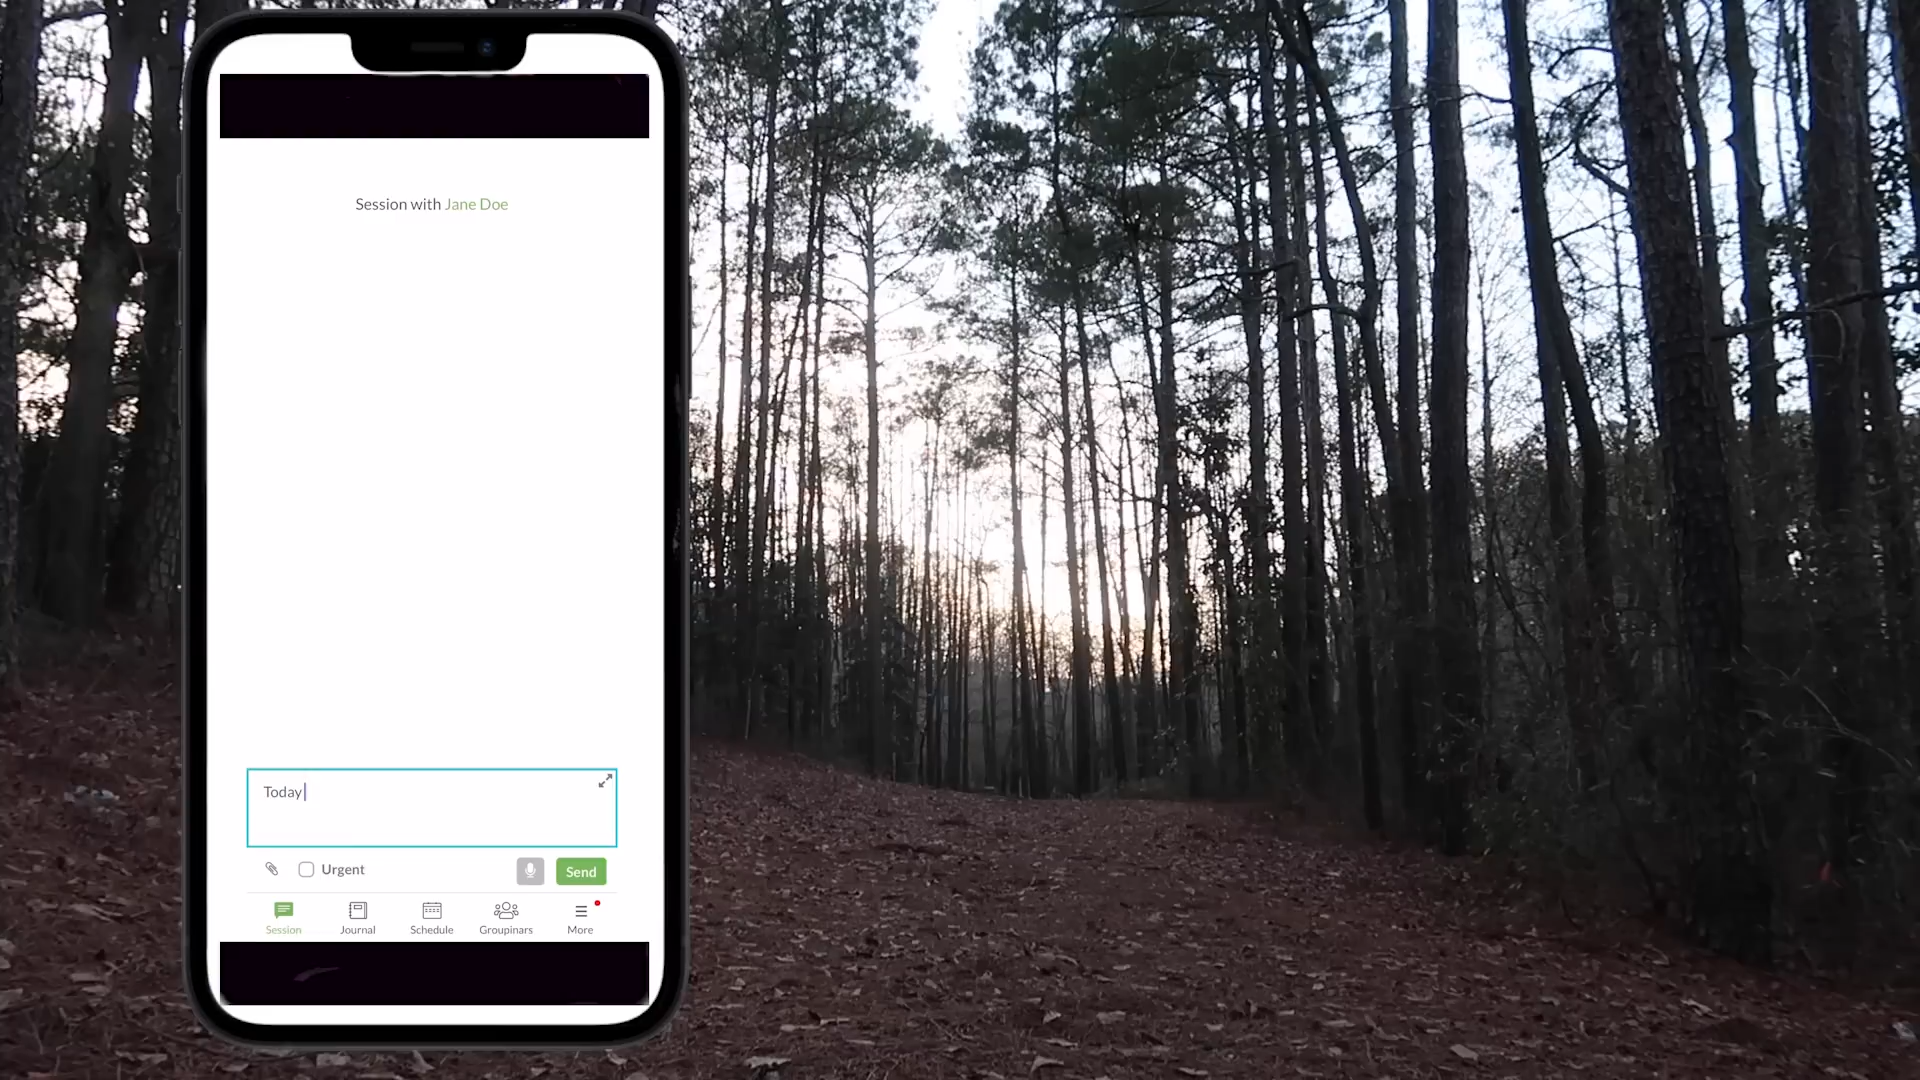 Session with Jane Doe
Today
Urgent
Send
Session
Journal
Schedule
Groupinars
More